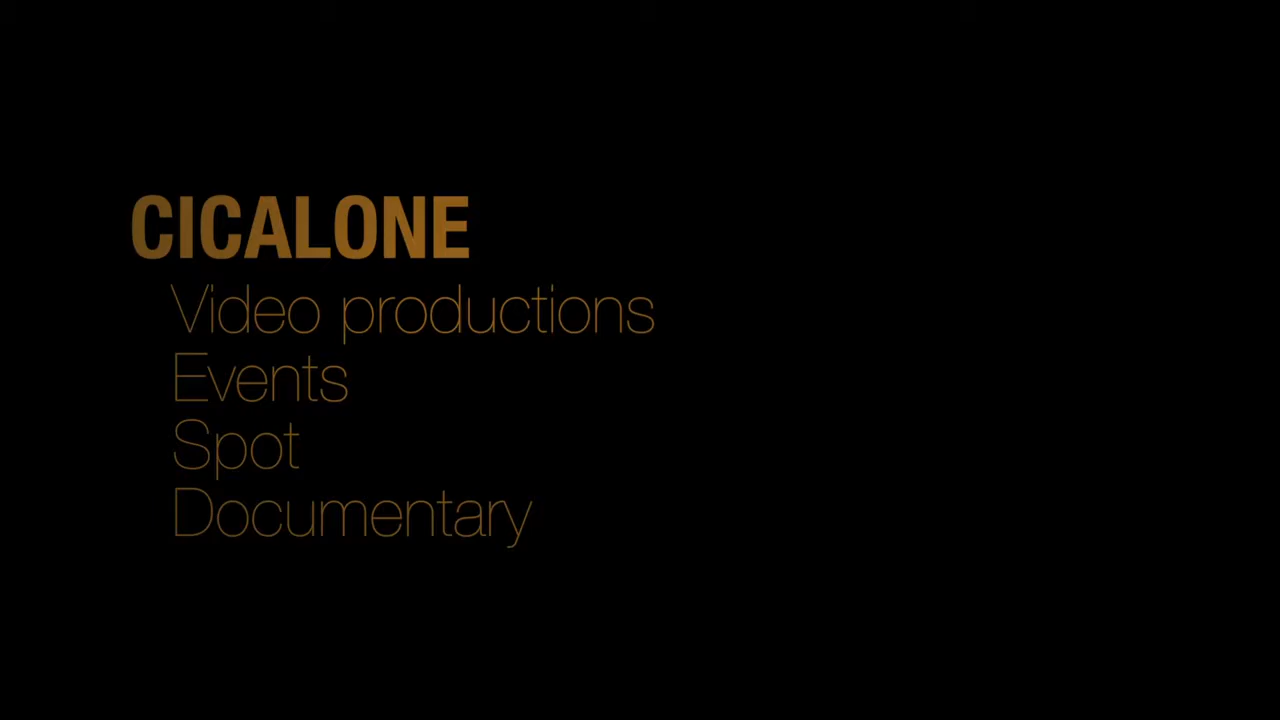 CICALONE
Video productions
Events
Spot
Documentary